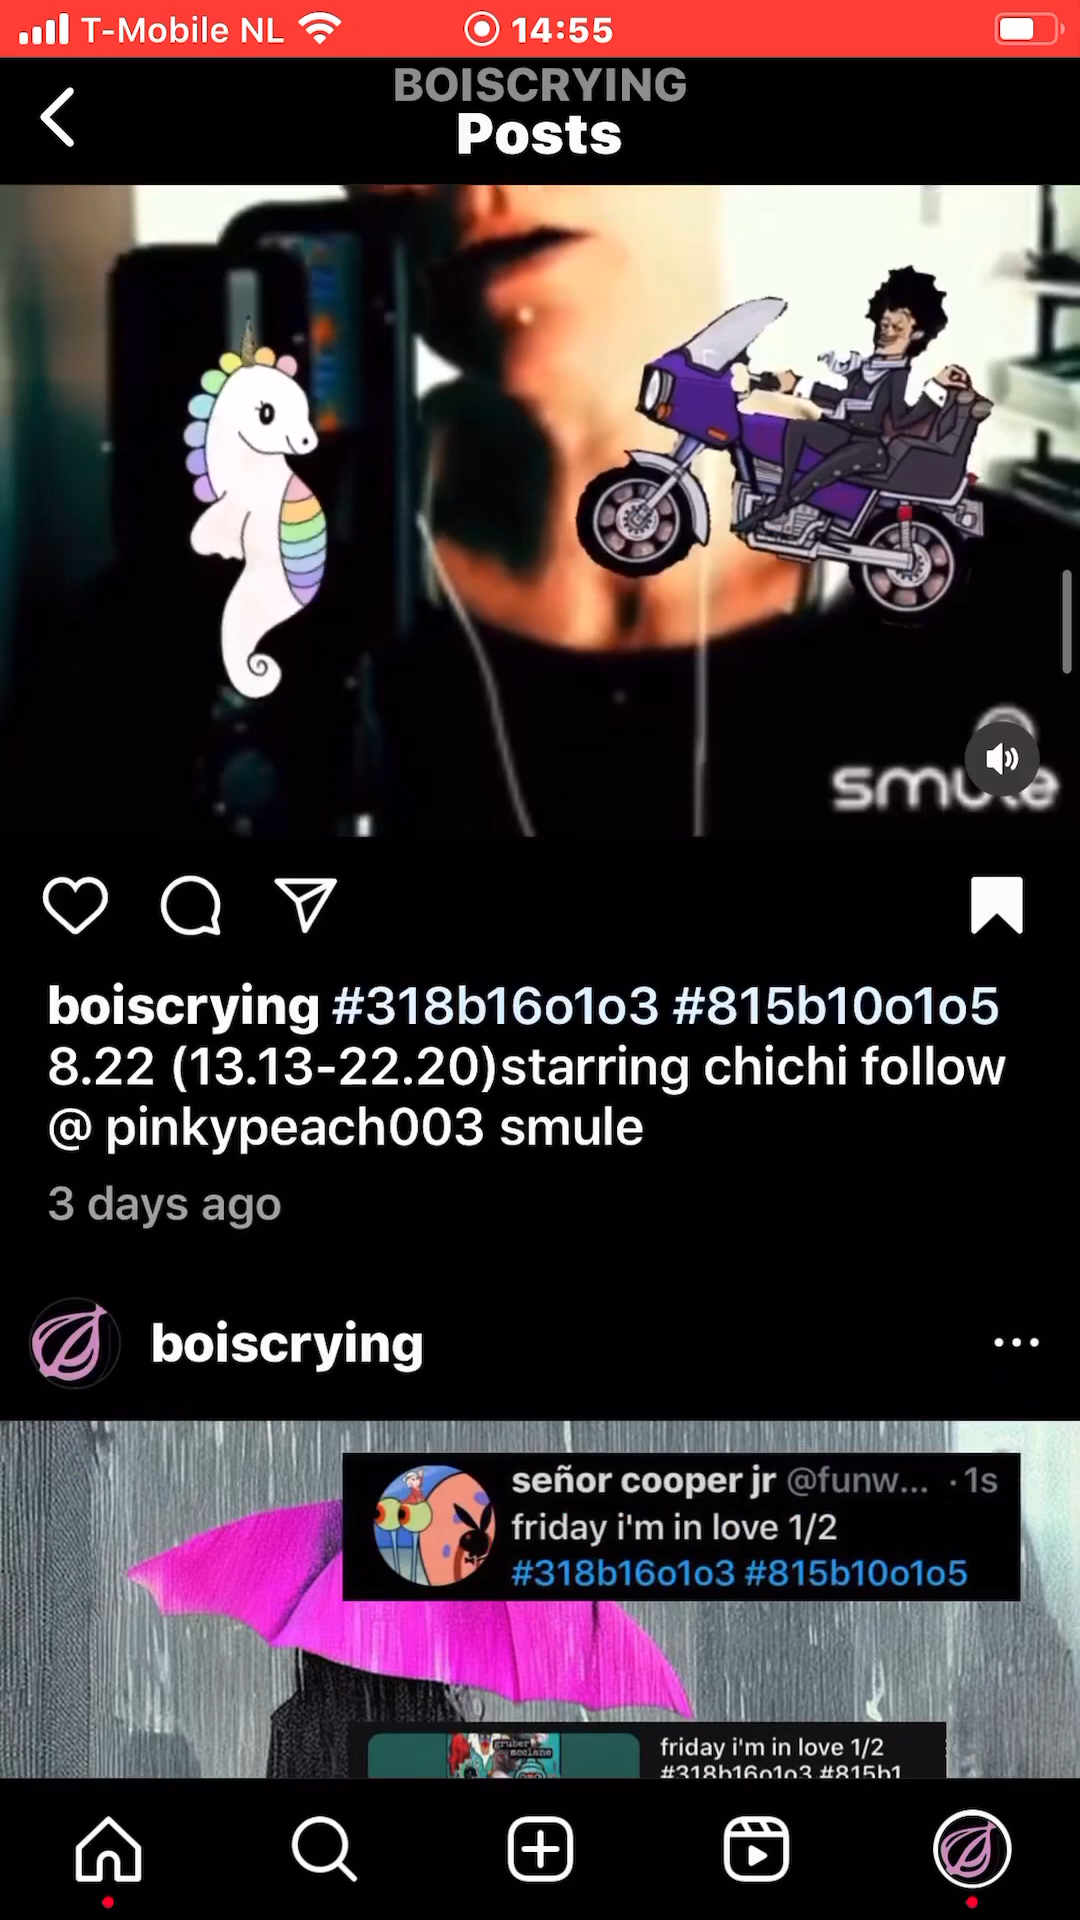 T-Mobile NL 14:55
BOISCRYING
Posts
smule
boiscrying #318b16o1o3 #815b10o1o5
8.22 (13.13-22.20)starring chichi follow
@ pinkypeach003 smule
3 days ago
boiscrying
señor cooper jr @funw... · 1s
friday i'm in love 1/2
#318b16o1o3 #815b10o1o5
gruber
mcclane
friday i'm in love 1/2
#318b16o1o3 #815b1